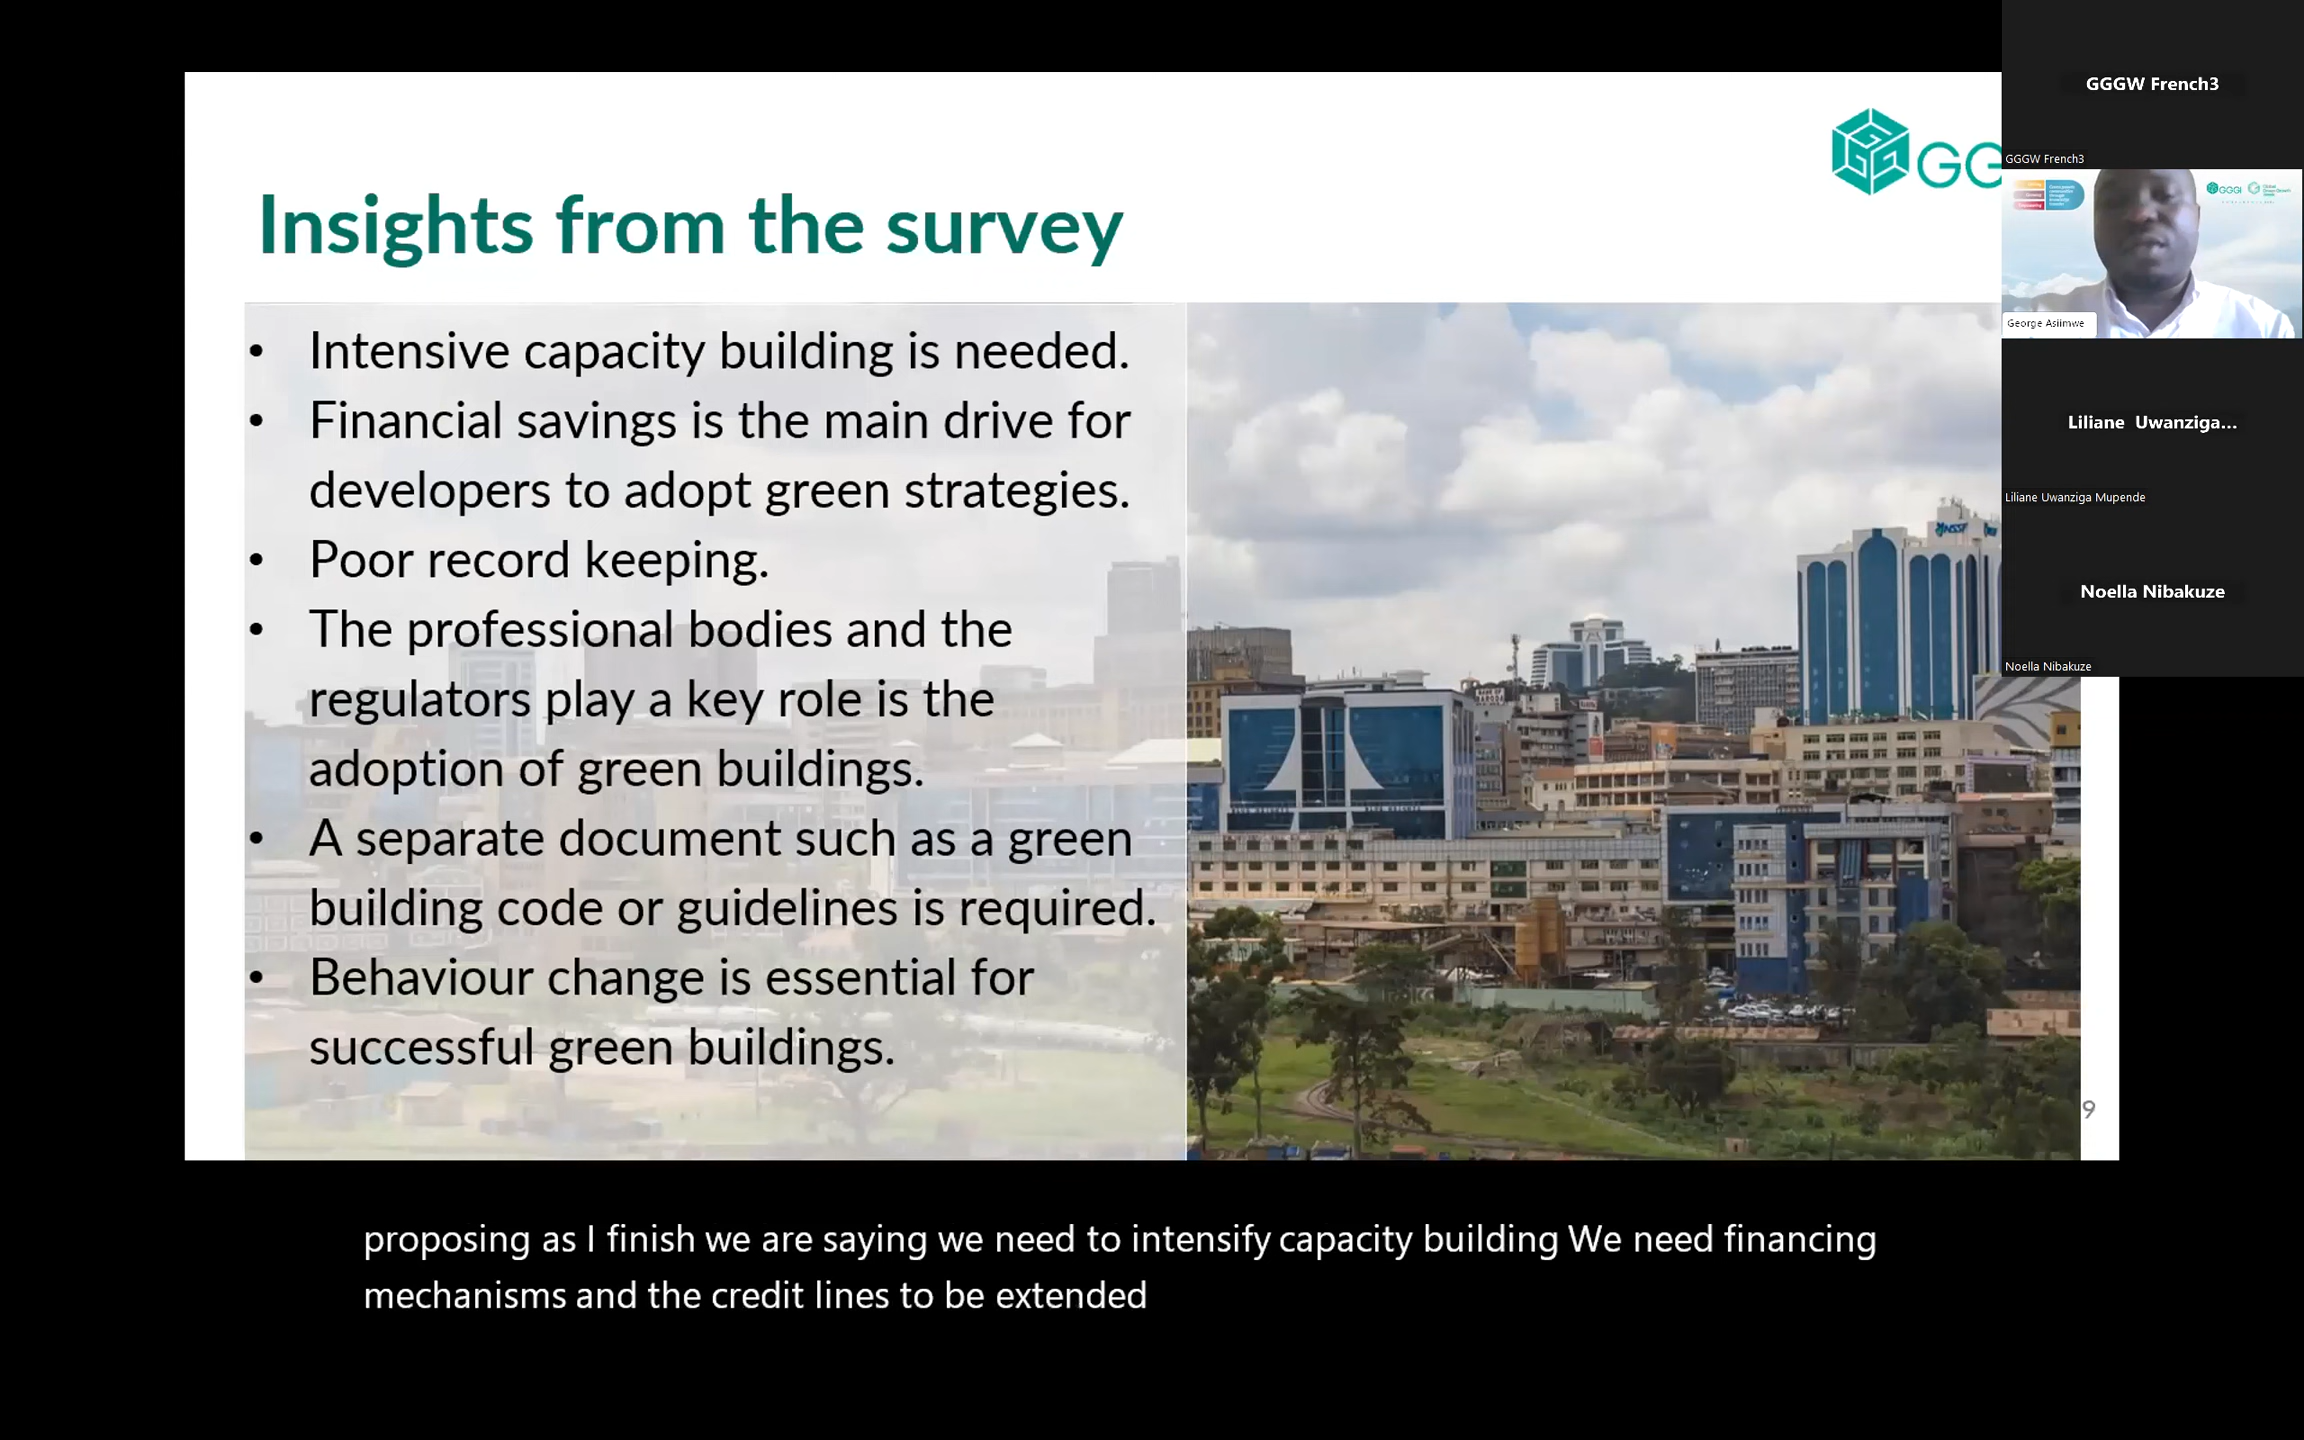 GGGW French3
GGGW French3
GG
GGGI
Insights from the survey
George Asiimwe
• Intensive capacity building is needed.
• Financial savings is the main drive for
developers to adopt green strategies.
• Poor record keeping.
• The professional bodies and the
regulators play a key role is the
adoption of green buildings.
• A separate document such as a green
building code or guidelines is required.
• Behaviour change is essential for
successful green buildings.
Liliane Uwanziga...
Liliane Uwanziga Mupende
NSSF
Noella Nibakuze
Noella Nibakuze
9
proposing as I finish we are saying we need to intensify capacity building We need financing
mechanisms and the credit lines to be extended